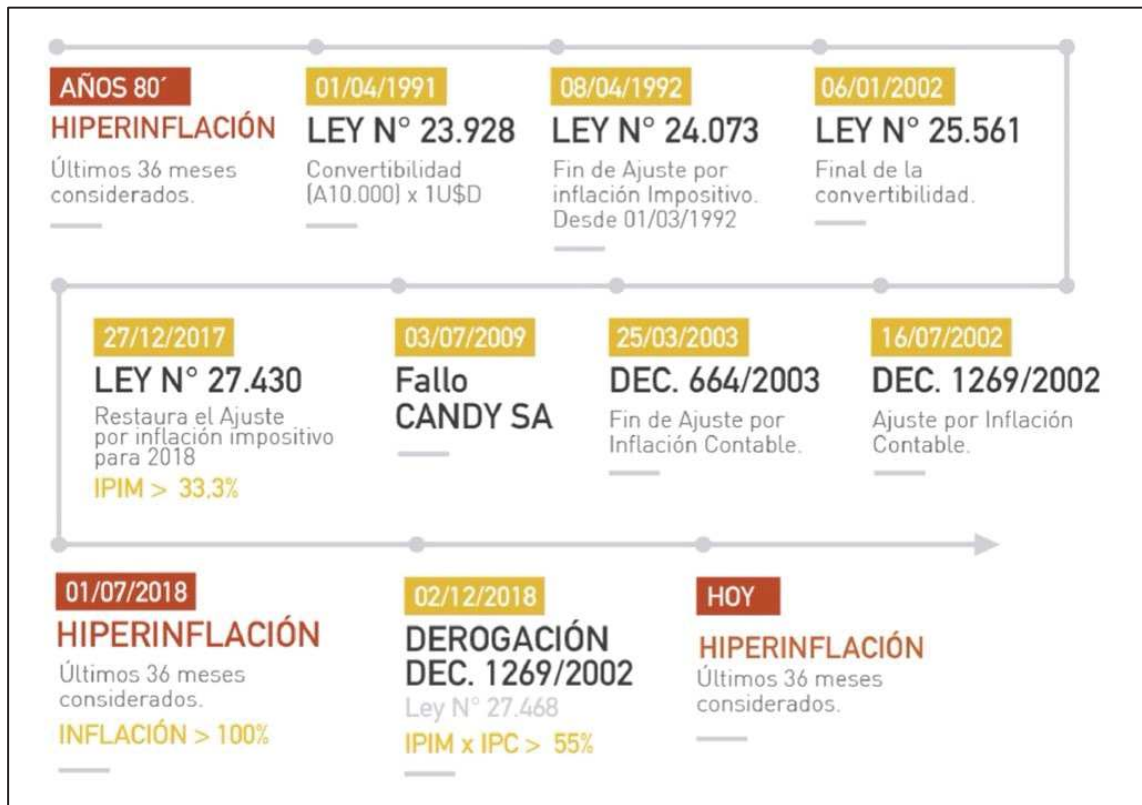 AÑOS 80´
HIPERINFLACIÓN
Últimos 36 meses
considerados.
01/04/1991
LEY N° 23.928
Convertibilidad
(A10.000) x 1U$D
08/04/1992
LEY N° 24.073
Fin de Ajuste por
inflación Impositivo.
Desde 01/03/1992
06/01/2002
LEY N° 25.561
Final de la
convertibilidad.
16/07/2002
DEC. 1269/2002
Ajuste por Inflación
Contable.
25/03/2003
DEC. 664/2003
Fin de Ajuste por
Inflación Contable.
03/07/2009
Fallo
CANDY SA
27/12/2017
LEY N° 27.430
Restaura el Ajuste
por inflación impositivo
para 2018
IPIM > 33.3%
01/07/2018
HIPERINFLACIÓN
Últimos 36 meses
considerados.
INFLACIÓN > 100%
02/12/2018
DEROGACIÓN
DEC. 1269/2002
Ley N° 27.468
IPIM x IPC > 55%
HOY
HIPERINFLACIÓN
Últimos 36 meses
considerados.